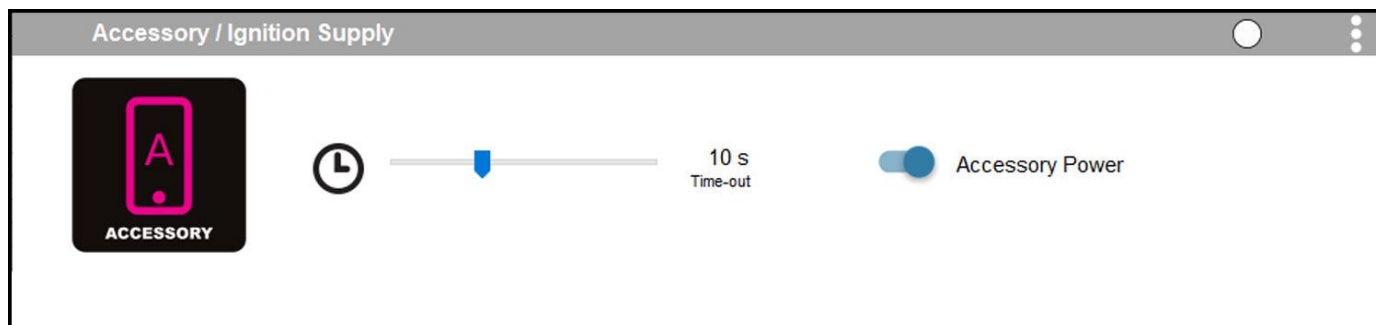 Accessory / Ignition Supply
A
ACCESSORY
10 s
Time-out
Accessory Power